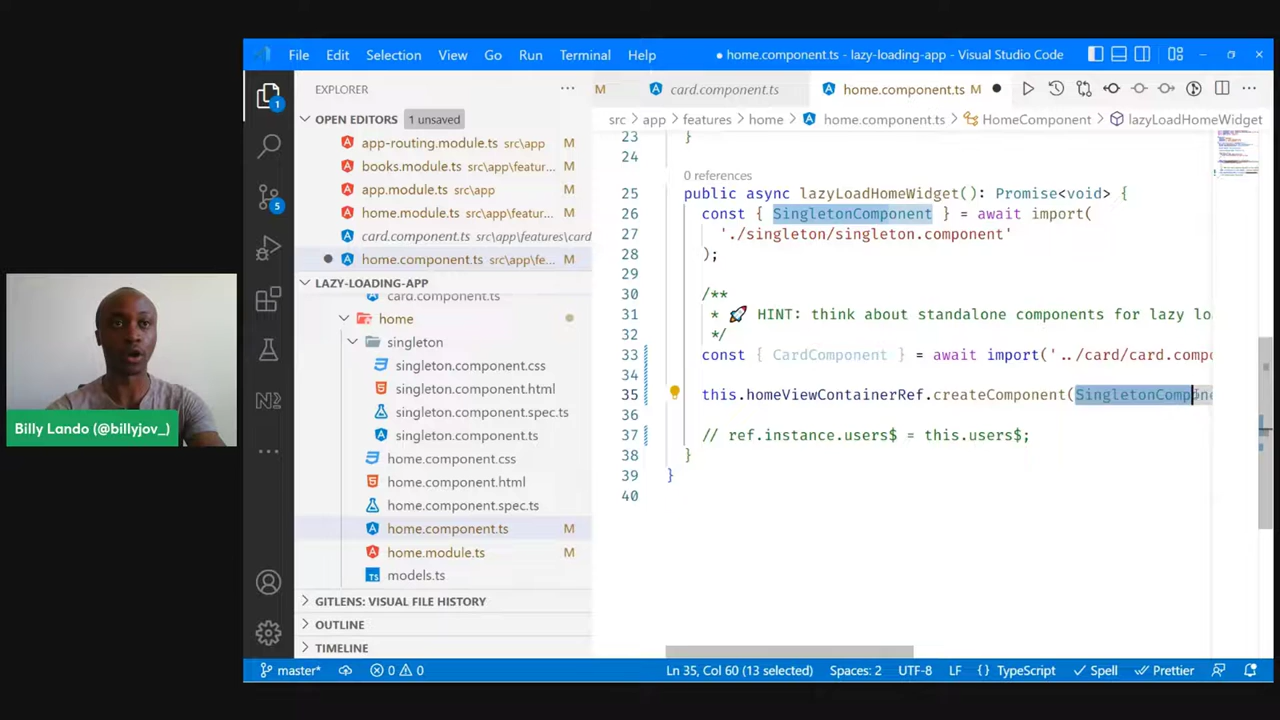 File Edit Selection View Go Run Terminal Help
home.component.ts - lazy-loading-app - Visual Studio Code
EXPLORER
OPEN EDITORS 1 unsaved
app-routing.module.ts src\app M
books.module.ts src\app\featur... M
app.module.ts src\app M
home.module.ts src\app\featur... M
card.component.ts src\app\features\card
home.component.ts src\app\fe... M
LAZY-LOADING-APP
card.component.ts
home
singleton
singleton.component.css
singleton.component.html
singleton.component.spec.ts
singleton.component.ts
home.component.css
home.component.html
home.component.spec.ts
home.component.ts M
home.module.ts M
models.ts
GITLENS: VISUAL FILE HISTORY
OUTLINE
TIMELINE
1
5
M card.component.ts home.component.ts M
src > app > features > home > home.component.ts > HomeComponent > lazyLoadHomeWidget
23 }
24
0 references
25 public async lazyLoadHomeWidget(): Promise<void> {
26 const { SingletonComponent } = await import(
27 './singleton/singleton.component'
28 );
29
30 /**
31 * 🚀 HINT: think about standalone components for lazy lo
32 */
33 const { CardComponent } = await import('../card/card.compo
34
35 this.homeViewContainerRef.createComponent(SingletonCompone
36
37 // ref.instance.users$ = this.users$;
38 }
39 }
40
Billy Lando (@billyjov_)
master* 0 0 Ln 35, Col 60 (13 selected) Spaces: 2 UTF-8 LF {} TypeScript Spell Prettier